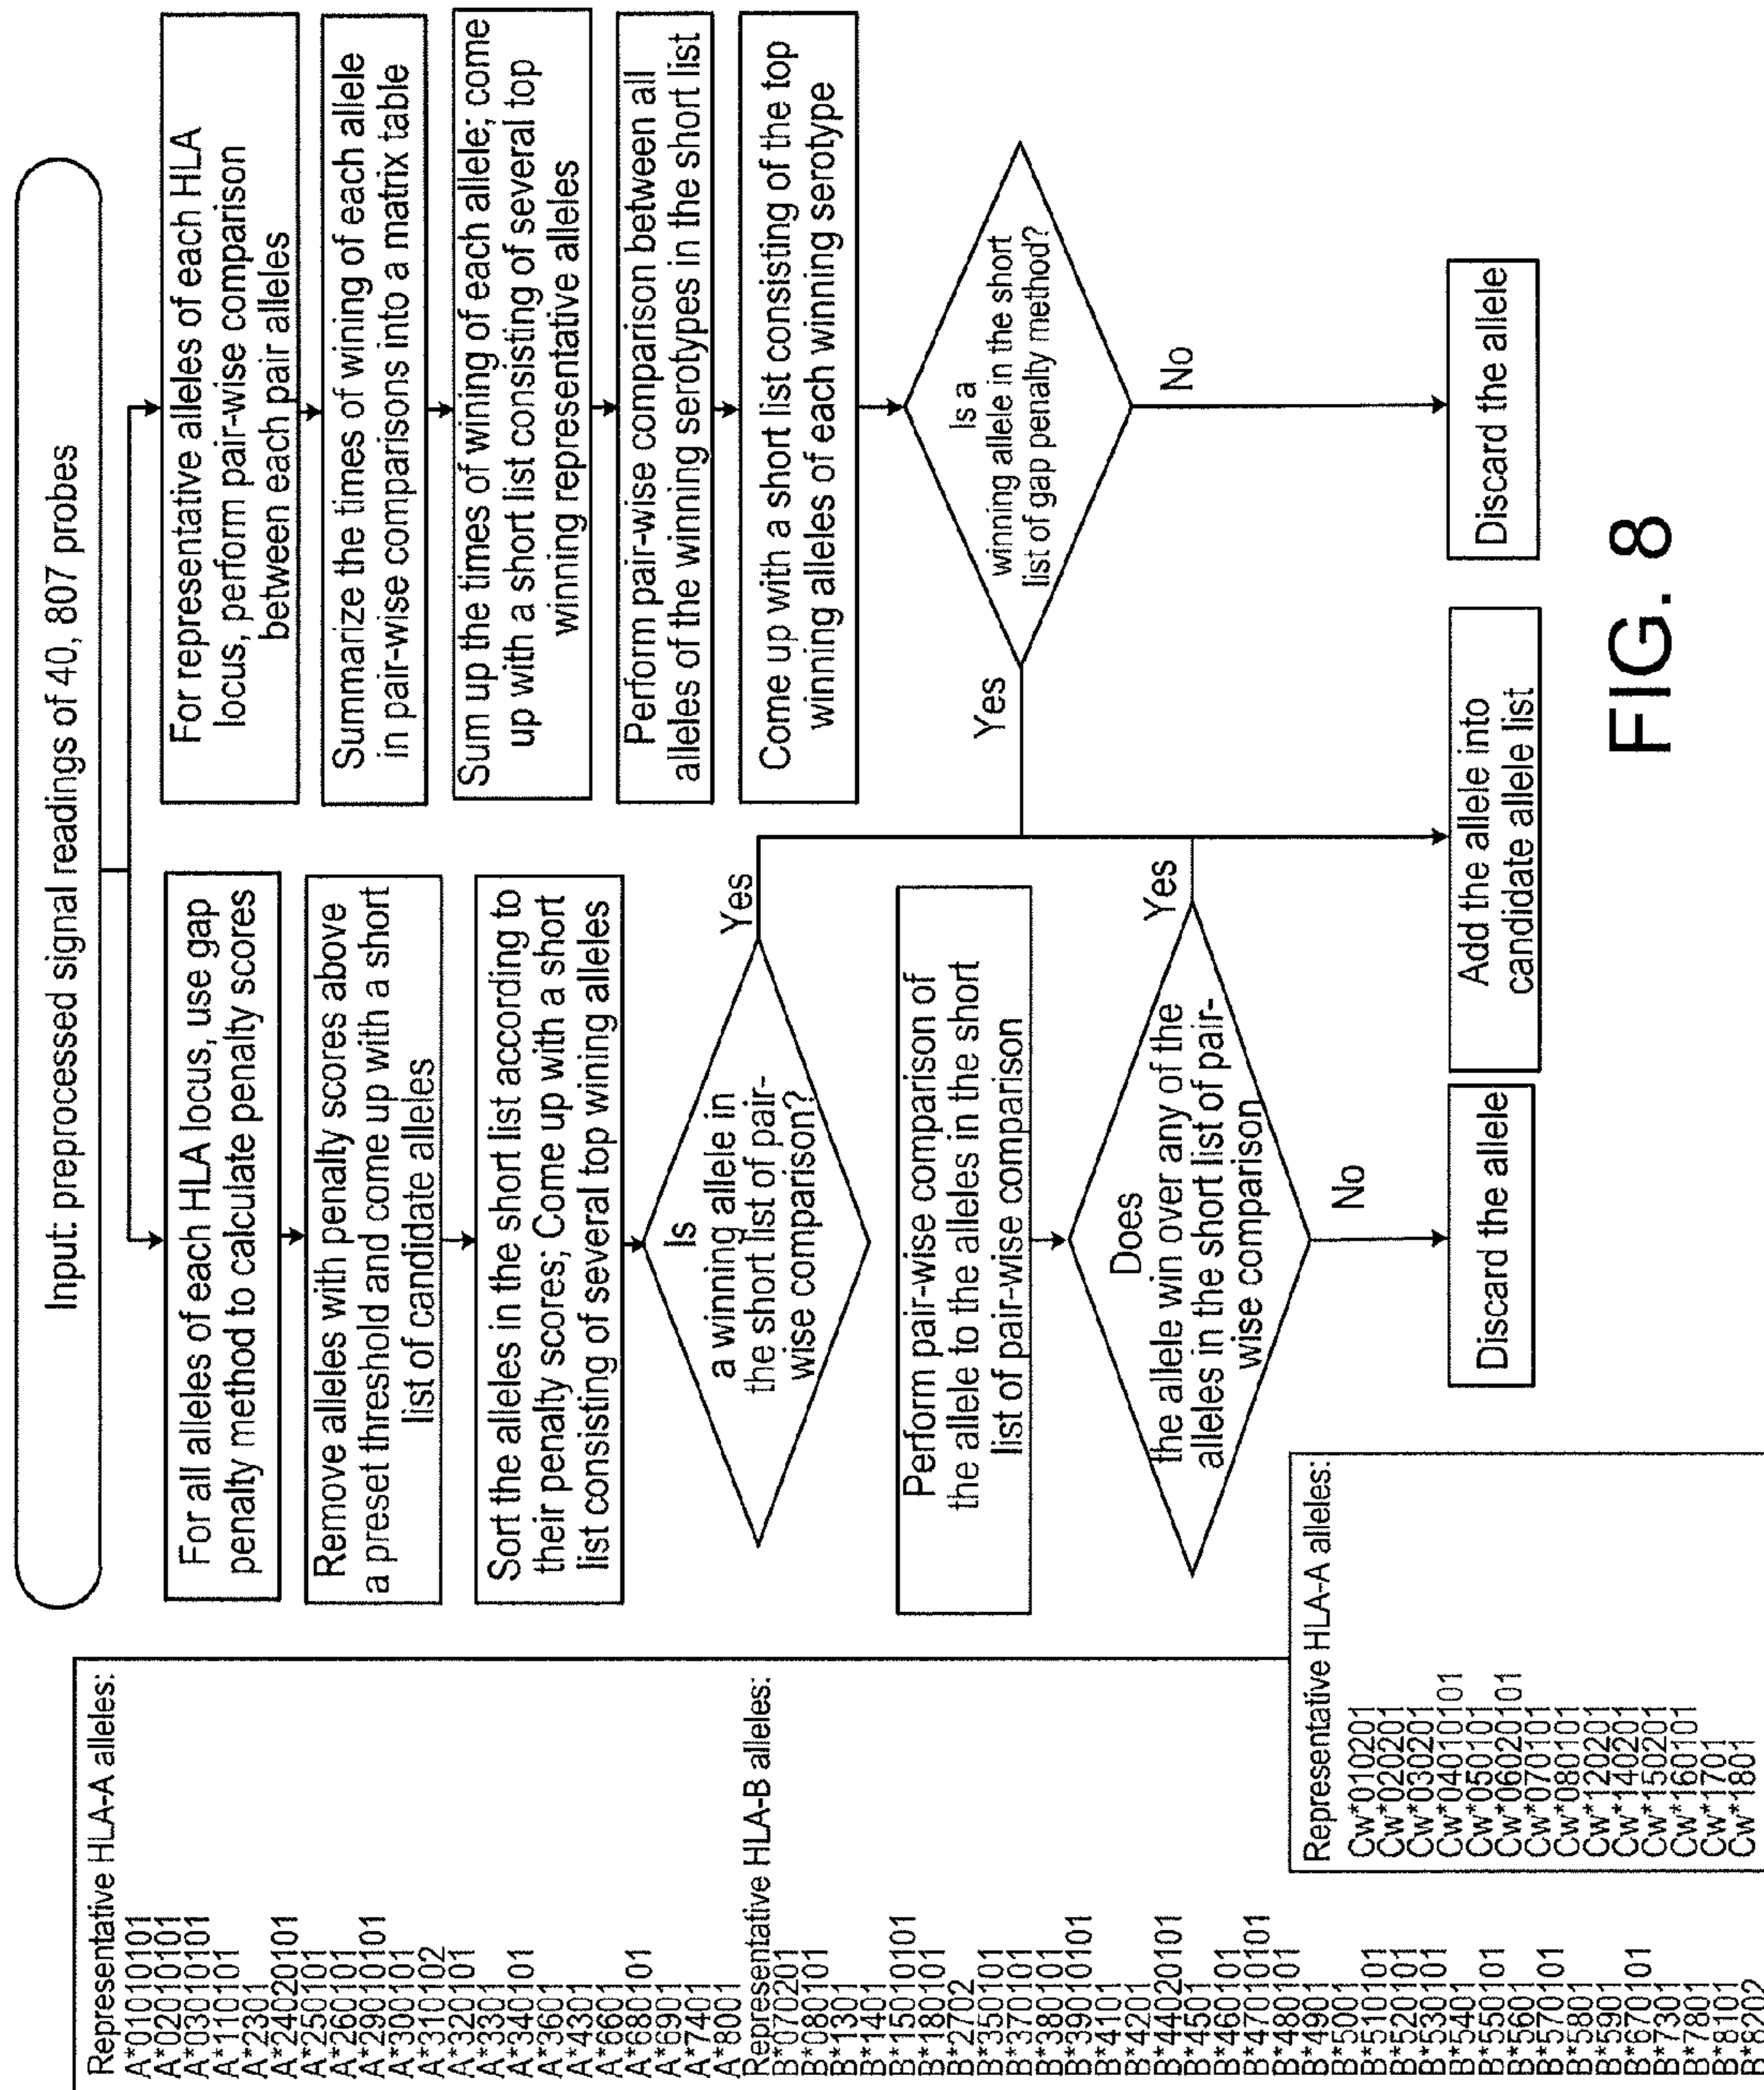 Input: preprocessed signal readings of 40, 807 probes
For all alleles of each HLA locus, use gap
penalty method to calculate penalty scores
Remove alleles with penalty scores above
a preset threshold and come up with a short
list of candidate alleles
Sort the alleles in the short list according to
their penalty scores; Come up with a short
list consisting of several top wining alleles
Is
a winning allele in
the short list of pair-
wise comparison?
Yes
Perform pair-wise comparison of
the allele to the alleles in the short
list of pair-wise comparison
Does
the allele win over any of the
alleles in the short list of pair-
wise comparison
Yes
No
Discard the allele
Add the allele into
candidate allele list
For representative alleles of each HLA
locus, perform pair-wise comparison
between each pair alleles
Summarize the times of wining of each allele
in pair-wise comparisons into a matrix table
Sum up the times of wining of each allele; come
up with a short list consisting of several top
winning representative alleles
Perform pair-wise comparison between all
alleles of the winning serotypes in the short list
Come up with a short list consisting of the top
winning alleles of each winning serotype
Is a
winning allele in the short
list of gap penalty method?
Yes
No
Discard the allele
Representative HLA-A alleles:
A*01010101
A*02010101
A*03010101
A*110101
A*2301
A*24020101
A*250101
A*260101
A*29010101
A*300101
A*310102
A*320101
A*3301
A*340101
A*3601
A*4301
A*6601
A*680101
A*6901
A*7401
A*8001
Representative HLA-B alleles:
B*070201
B*080101
B*1301
B*1401
B*15010101
B*180101
B*2702
B*350101
B*370101
B*380101
B*39010101
B*4101
B*4201
B*44020101
B*4501
B*460101
B*47010101
B*480101
B*4901
B*5001
B*510101
B*520101
B*530101
B*5401
B*550101
B*5601
B*570101
B*5801
B*5901
B*670101
B*7301
B*7801
B*8101
B*8202
Representative HLA-A alleles:
Cw*010201
Cw*020201
Cw*030201
Cw*04010101
Cw*050101
Cw*06020101
Cw*070101
Cw*080101
Cw*120201
Cw*140201
Cw*150201
Cw*160101
Cw*1701
Cw*1801
FIG. 8